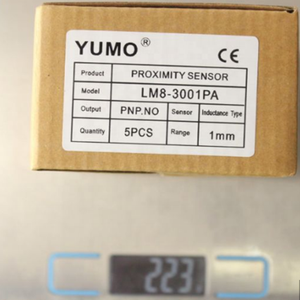 YUMO® CE
Product PROXIMITY SENSOR
Model LM8-3001PA
Output PNP.NO Sensor Inductance Type
Quantity 5PCS Range 1mm
223.